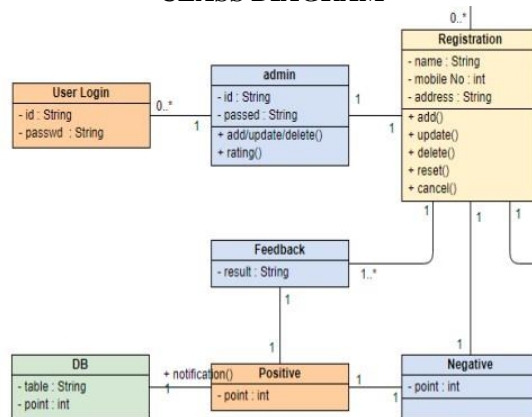 CLASS DIAGRAM
0..*
Registration
- name : String
- mobile No : int
- address : String
+ add()
+ update()
+ delete()
+ reset()
+ cancel()
admin
- id : String
- passed : String
+ add/update/delete()
+ rating()
User Login
- id : String
- passwd : String
0..*
1
1
1
1
1
1
Feedback
- result : String
1..*
1
1
1
DB
- table : String
- point : int
+ notification()
Positive
- point : int
1
1
Negative
- point : int